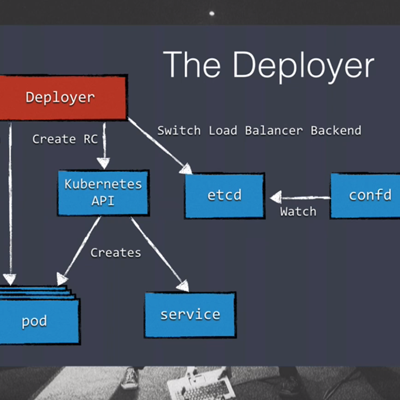 The Deployer
Deployer
Create RC
Switch Load Balancer Backend
Kubernetes
API
etcd
confd
Watch
Creates
pod
service